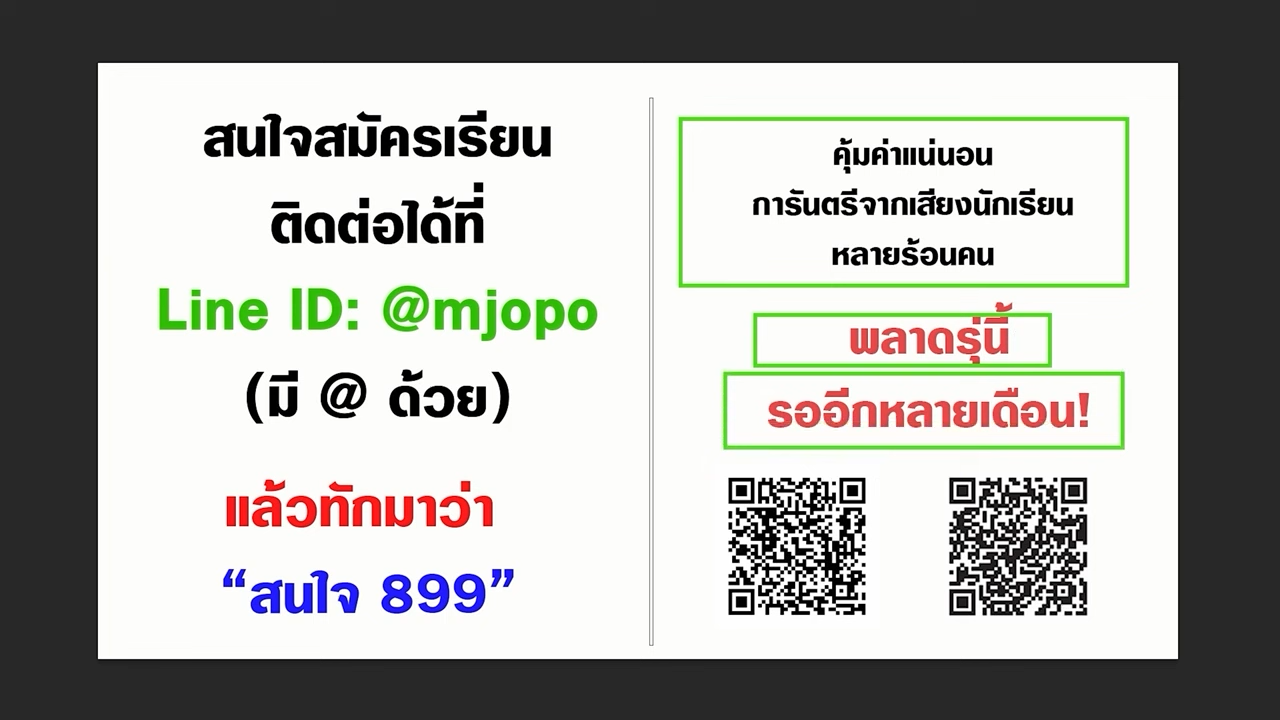 สนใจสมัครเรียน
ติดต่อได้ที่
Line ID: @mjopo
(มี @ ด้วย)
แล้วทักมาว่า
“สนใจ 899”
คุ้มค่าแน่นอน
การันตรีจากเสียงนักเรียน
หลายร้อนคน
พลาดรุ่นี้
รออีกหลายเดือน!